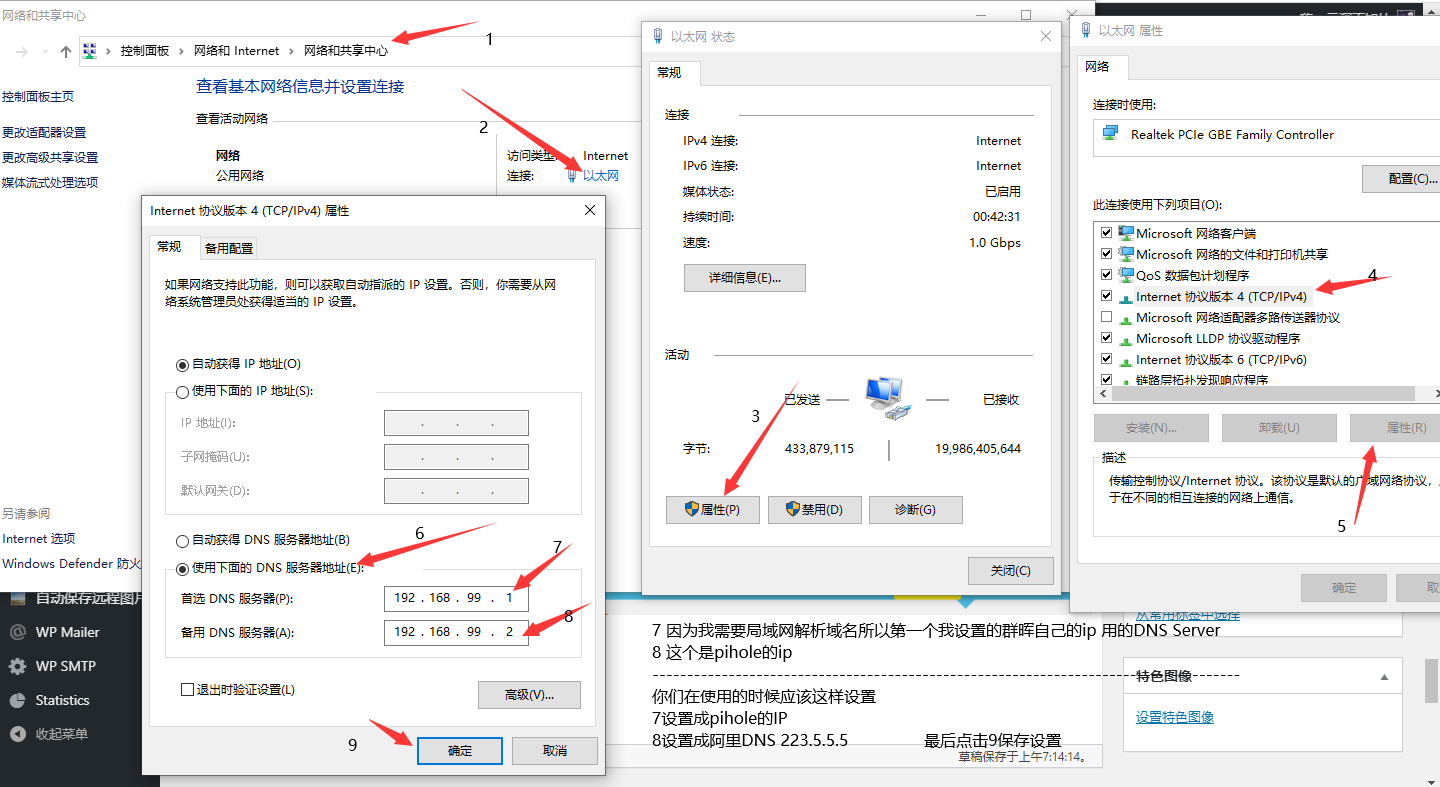 网络和共享中心
控制面板 › 网络和 Internet › 网络和共享中心
1
控制面板主页
更改适配器设置
更改高级共享设置
媒体流式处理选项
另请参阅
Internet 选项
Windows Defender 防火
查看基本网络信息并设置连接
查看活动网络
2
网络
公用网络
访问类型:
Internet
连接:
以太网
Internet 协议版本 4 (TCP/IPv4) 属性
常规
备用配置
如果网络支持此功能，则可以获取自动指派的 IP 设置。否则，你需要从网
络系统管理员处获得适当的 IP 设置。
自动获得 IP 地址(O)
使用下面的 IP 地址(S):
IP 地址(I):
. . .
子网掩码(U):
. . .
默认网关(D):
. . .
自动获得 DNS 服务器地址(B)
6
使用下面的 DNS 服务器地址(E):
7
首选 DNS 服务器(P):
192 . 168 . 99 . 1
8
备用 DNS 服务器(A):
192 . 168 . 99 . 2
退出时验证设置(L)
高级(V)...
9
确定
取消
以太网 状态
常规
连接
IPv4 连接:
Internet
IPv6 连接:
Internet
媒体状态:
已启用
持续时间:
00:42:31
速度:
1.0 Gbps
详细信息(E)...
活动
已发送
已接收
3
字节:
433,879,115
19,986,405,644
属性(P)
禁用(D)
诊断(G)
关闭(C)
以太网 属性
网络
连接时使用:
Realtek PCIe GBE Family Controller
配置(C)...
此连接使用下列项目(O):
Microsoft 网络客户端
Microsoft 网络的文件和打印机共享
QoS 数据包计划程序
4
Internet 协议版本 4 (TCP/IPv4)
Microsoft 网络适配器多路传送器协议
Microsoft LLDP 协议驱动程序
Internet 协议版本 6 (TCP/IPv6)
链路层拓扑发现响应程序
安装(N)...
卸载(U)
属性(R)
描述
传输控制协议/Internet 协议。该协议是默认的广域网络协议，
于在不同的相互连接的网络上通信。
5
确定
取
自动保存远程图片
WP Mailer
WP SMTP
Statistics
收起菜单
7 因为我需要局域网解析域名所以第一个我设置的群晖自己的ip 用的DNS Server
8 这个是pihole的ip
--------------------------------------------------------------------------------
你们在使用的时候应该这样设置
7设置成pihole的IP
8设置成阿里DNS 223.5.5.5 最后点击9保存设置
草稿保存于上午7:14:14。
从常用标签中选择
特色图像
设置特色图像